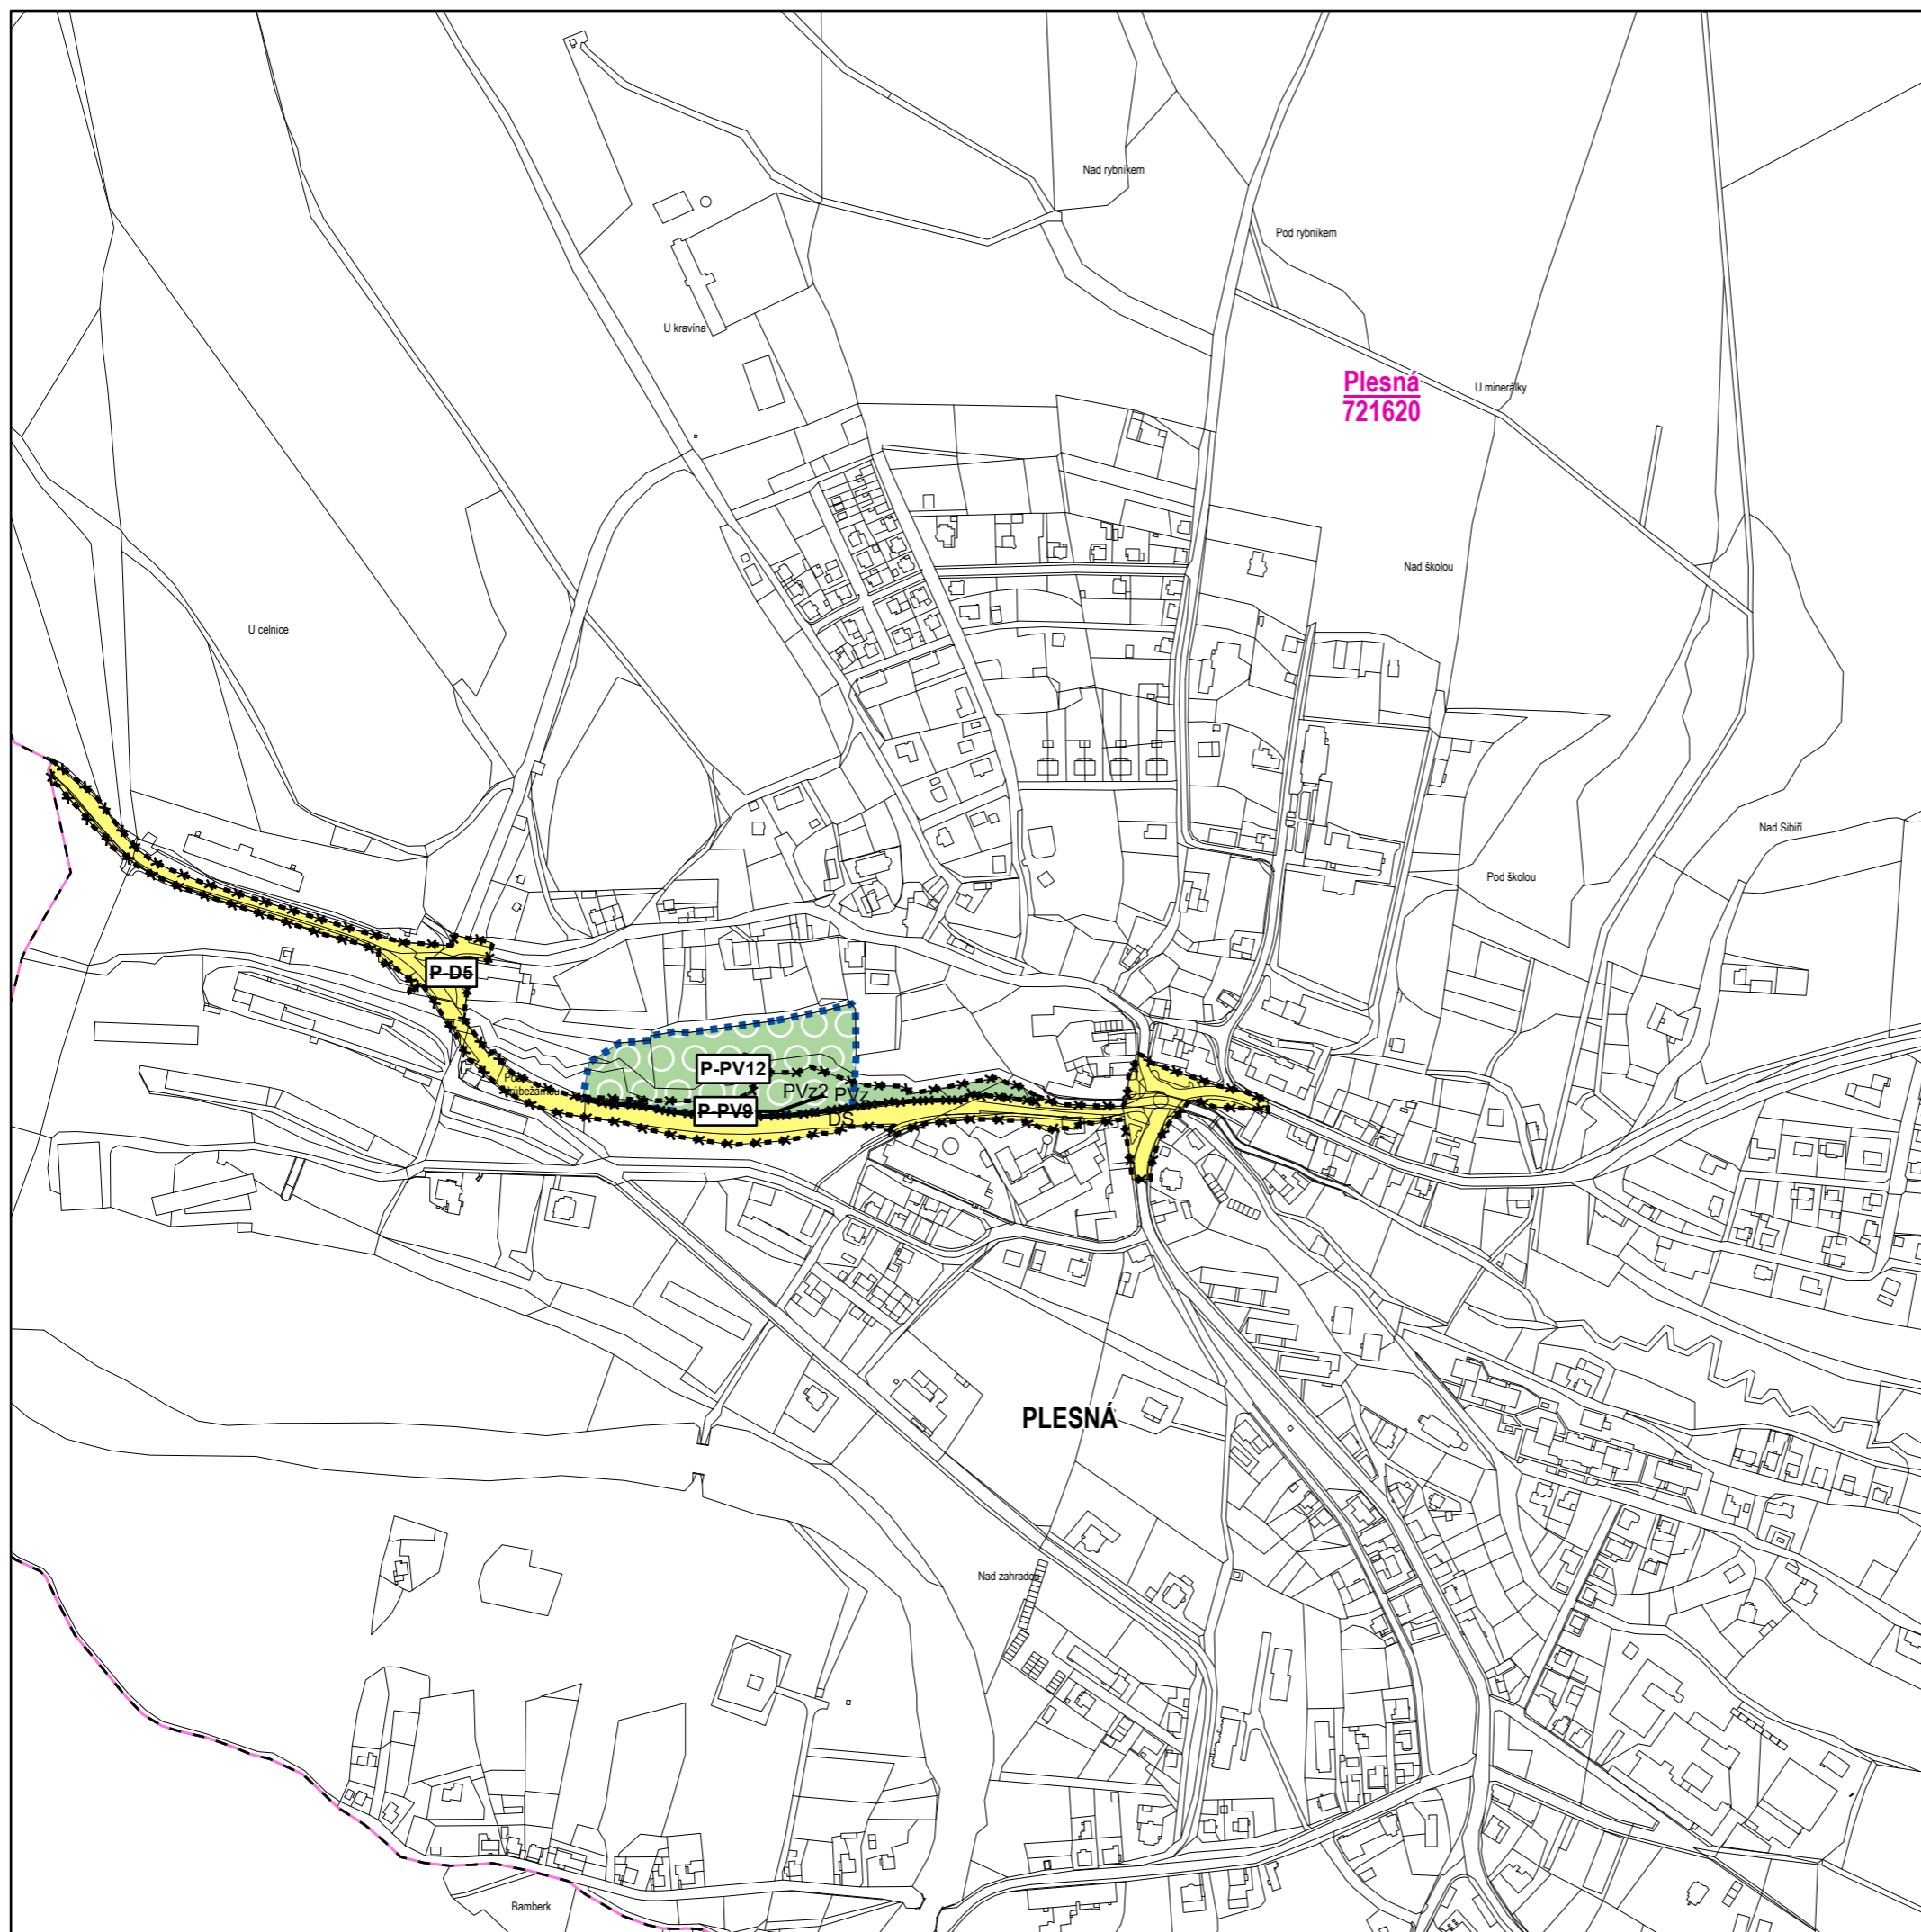 Nad rybníkem
Pod rybníkem
U kravína
Plesná
721620
U minerálky
Nad školou
U celnice
Nad Sibiří
Pod školou
P-D5
P-PV12
PVz2
PVz
P-PV9
DS
PLESNÁ
Nad zahradou
Bamberk